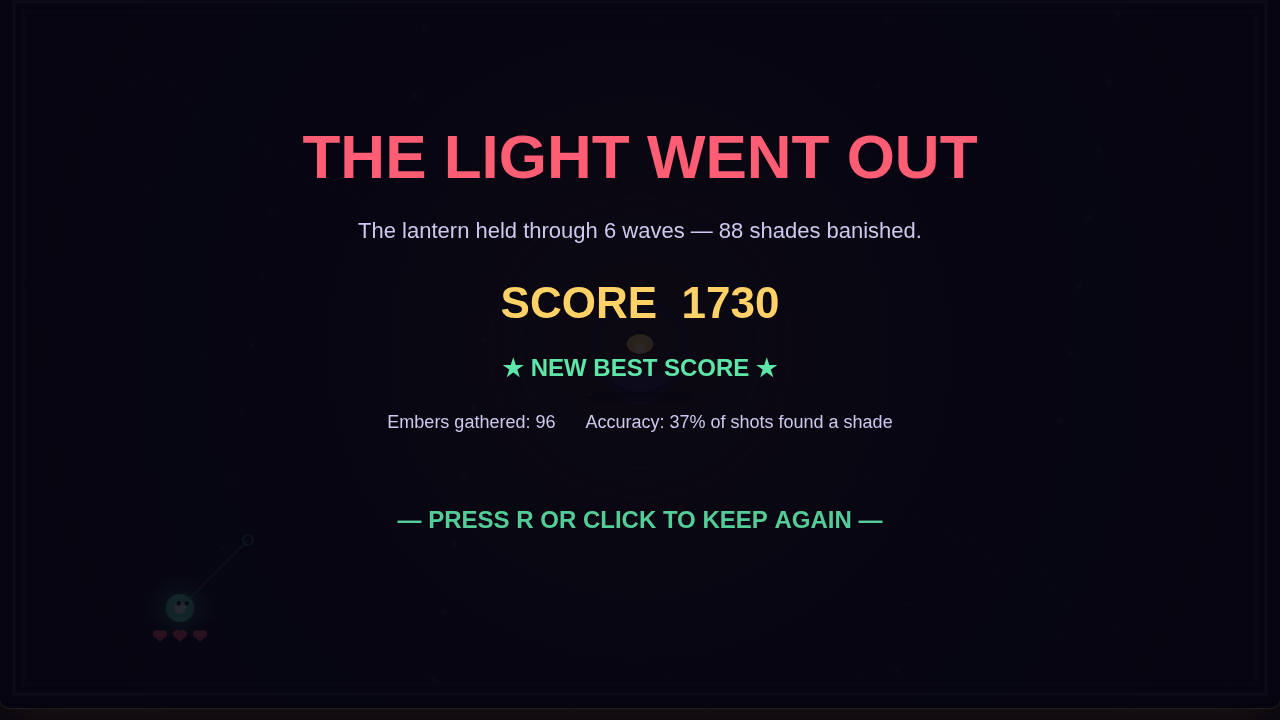 THE LIGHT WENT OUT
The lantern held through 6 waves — 88 shades banished.
SCORE 1730
★ NEW BEST SCORE ★
Embers gathered: 96 Accuracy: 37% of shots found a shade
— PRESS R OR CLICK TO KEEP AGAIN —